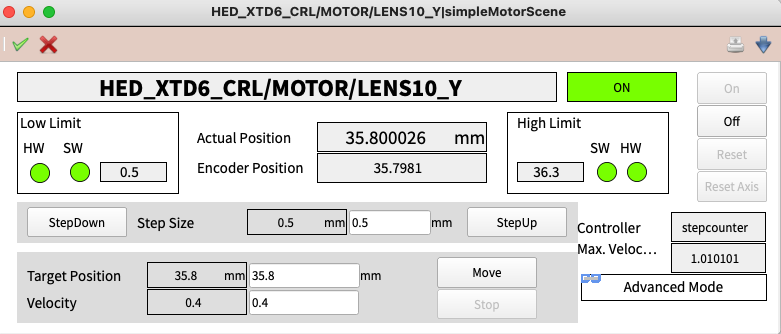 HED_XTD6_CRL/MOTOR/LENS10_Y|simpleMotorScene
HED_XTD6_CRL/MOTOR/LENS10_Y
ON
On
Low Limit
HW SW
0.5
Actual Position
35.800026 mm
Encoder Position
35.7981
High Limit
SW HW
36.3
Off
Reset
Reset Axis
StepDown
Step Size
0.5 mm
0.5 mm
StepUp
Controller
stepcounter
Max. Veloc...
1.010101
Target Position
35.8 mm
35.8 mm
Move
Velocity
0.4
0.4
Stop
Advanced Mode